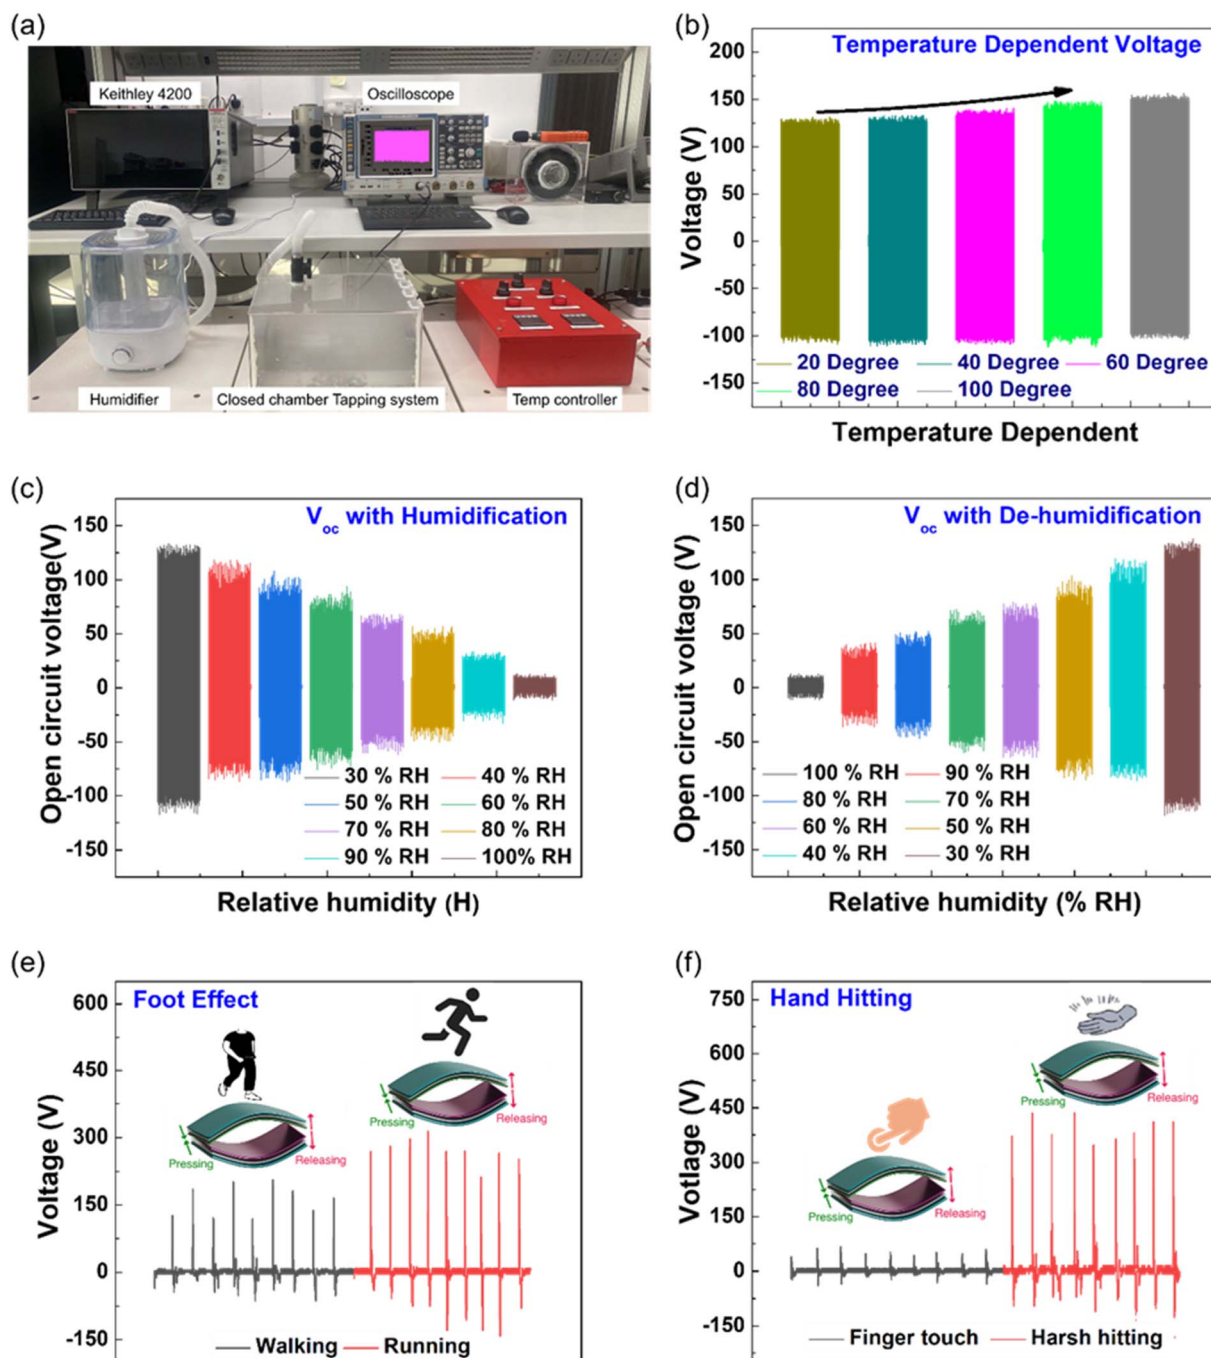 (a)
Keithley 4200
Oscilloscope
Humidifier
Closed chamber Tapping system
Temp controller
(b)
Temperature Dependent Voltage
Voltage (V)
200
150
100
50
0
-50
-100
-150
20 Degree
40 Degree
60 Degree
80 Degree
100 Degree
Temperature Dependent
(c)
Voc with Humidification
Open circuit voltage(V)
150
100
50
0
-50
-100
-150
30 % RH
40 % RH
50 % RH
60 % RH
70 % RH
80 % RH
90 % RH
100% RH
Relative humidity (H)
(d)
Voc with De-humidification
Open circuit voltage (V)
150
100
50
0
-50
-100
-150
100 % RH
90 % RH
80 % RH
70 % RH
60 % RH
50 % RH
40 % RH
30 % RH
Relative humidity (% RH)
(e)
Foot Effect
Voltage (V)
600
450
300
150
0
-150
Pressing
Releasing
Pressing
Releasing
Walking
Running
(f)
Hand Hitting
Votlage (V)
750
600
450
300
150
0
-150
Pressing
Releasing
Pressing
Releasing
Finger touch
Harsh hitting